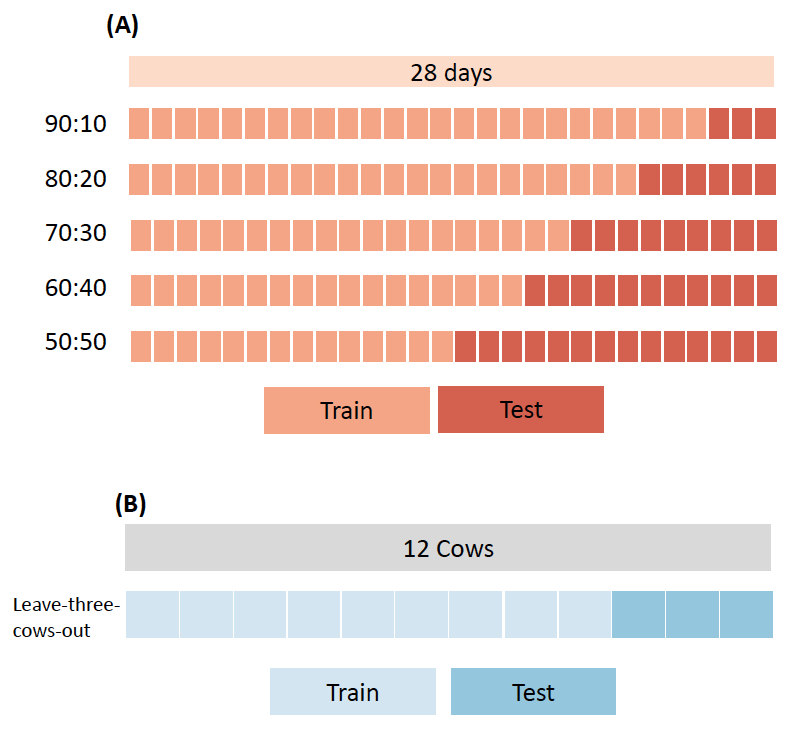 (A)
28 days
90:10
80:20
70:30
60:40
50:50
Train
Test
(B)
12 Cows
Leave-three-
cows-out
Train
Test